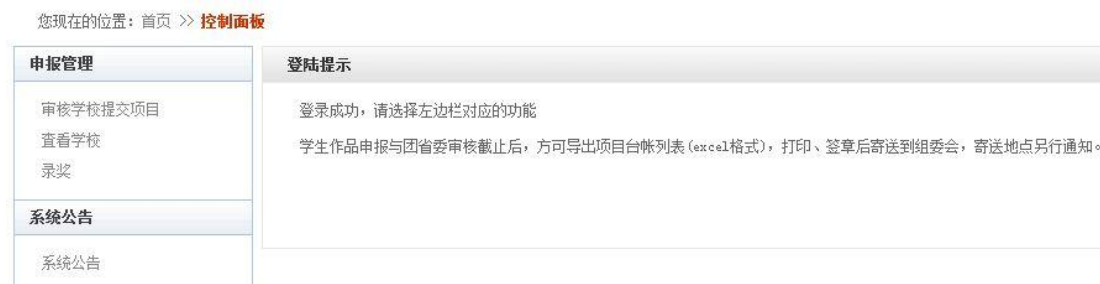 您现在的位置：首页 >> 控制面板
申报管理
审核学校提交项目
查看学校
录奖
系统公告
系统公告
登陆提示
登录成功，请选择左边栏对应的功能
学生作品申报与团省委审核截止后，方可导出项目台帐列表(excel格式)，打印、签章后寄送到组委会，寄送地点另行通知。